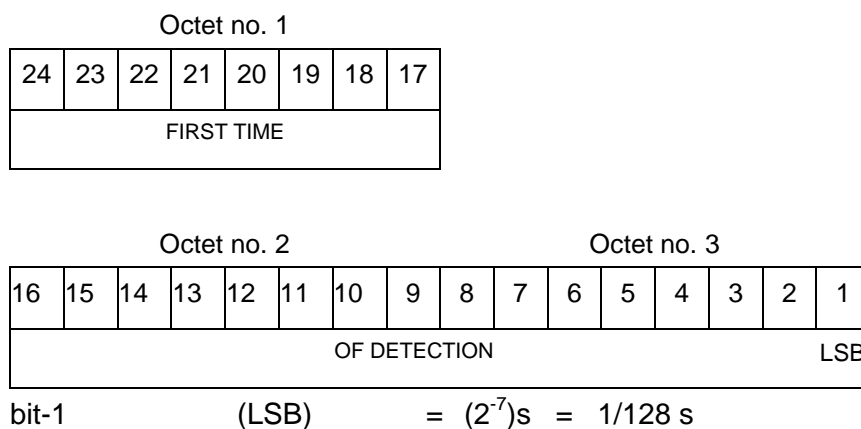 Octet no. 1
24 23 22 21 20 19 18 17
FIRST TIME
Octet no. 2 Octet no. 3
16 15 14 13 12 11 10 9 8 7 6 5 4 3 2 1
OF DETECTION LSB
bit-1 (LSB) = (2⁻⁷)s = 1/128 s